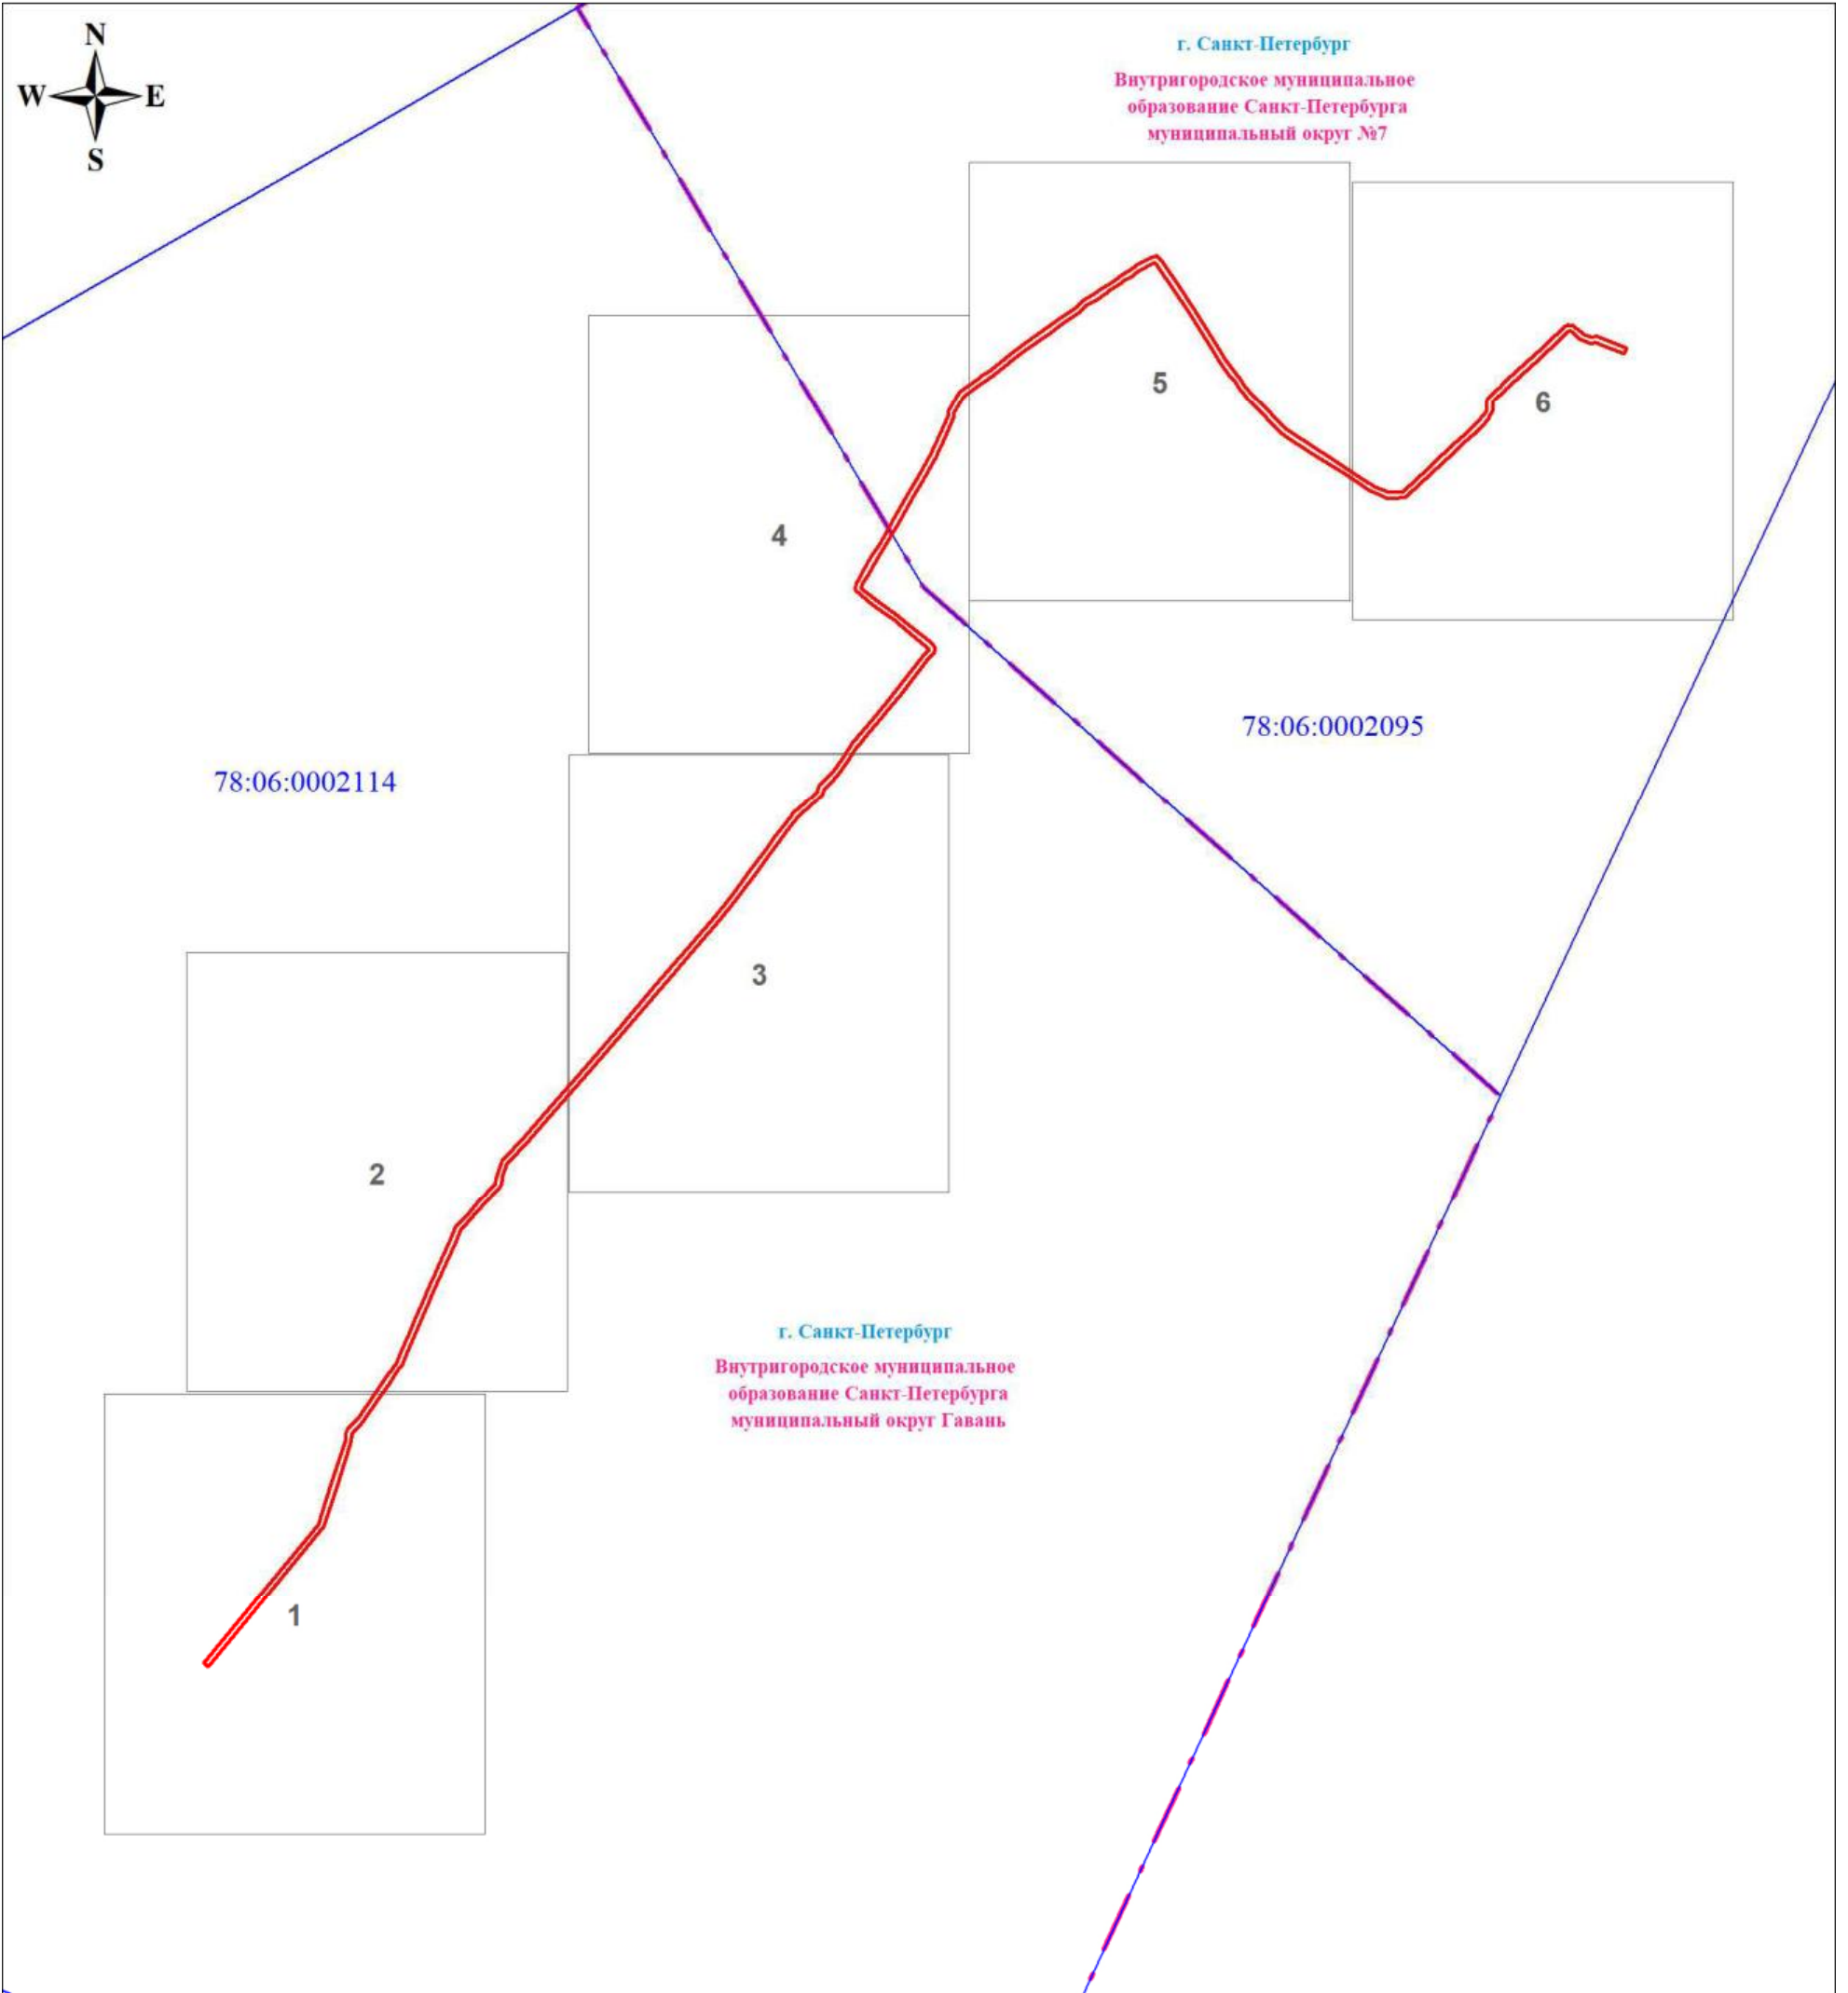 N
W E
S
г. Санкт-Петербург
Внутригородское муниципальное
образование Санкт-Петербурга
муниципальный округ №7
5
6
4
78:06:0002095
78:06:0002114
3
2
г. Санкт-Петербург
Внутригородское муниципальное
образование Санкт-Петербурга
муниципальный округ Гавань
1